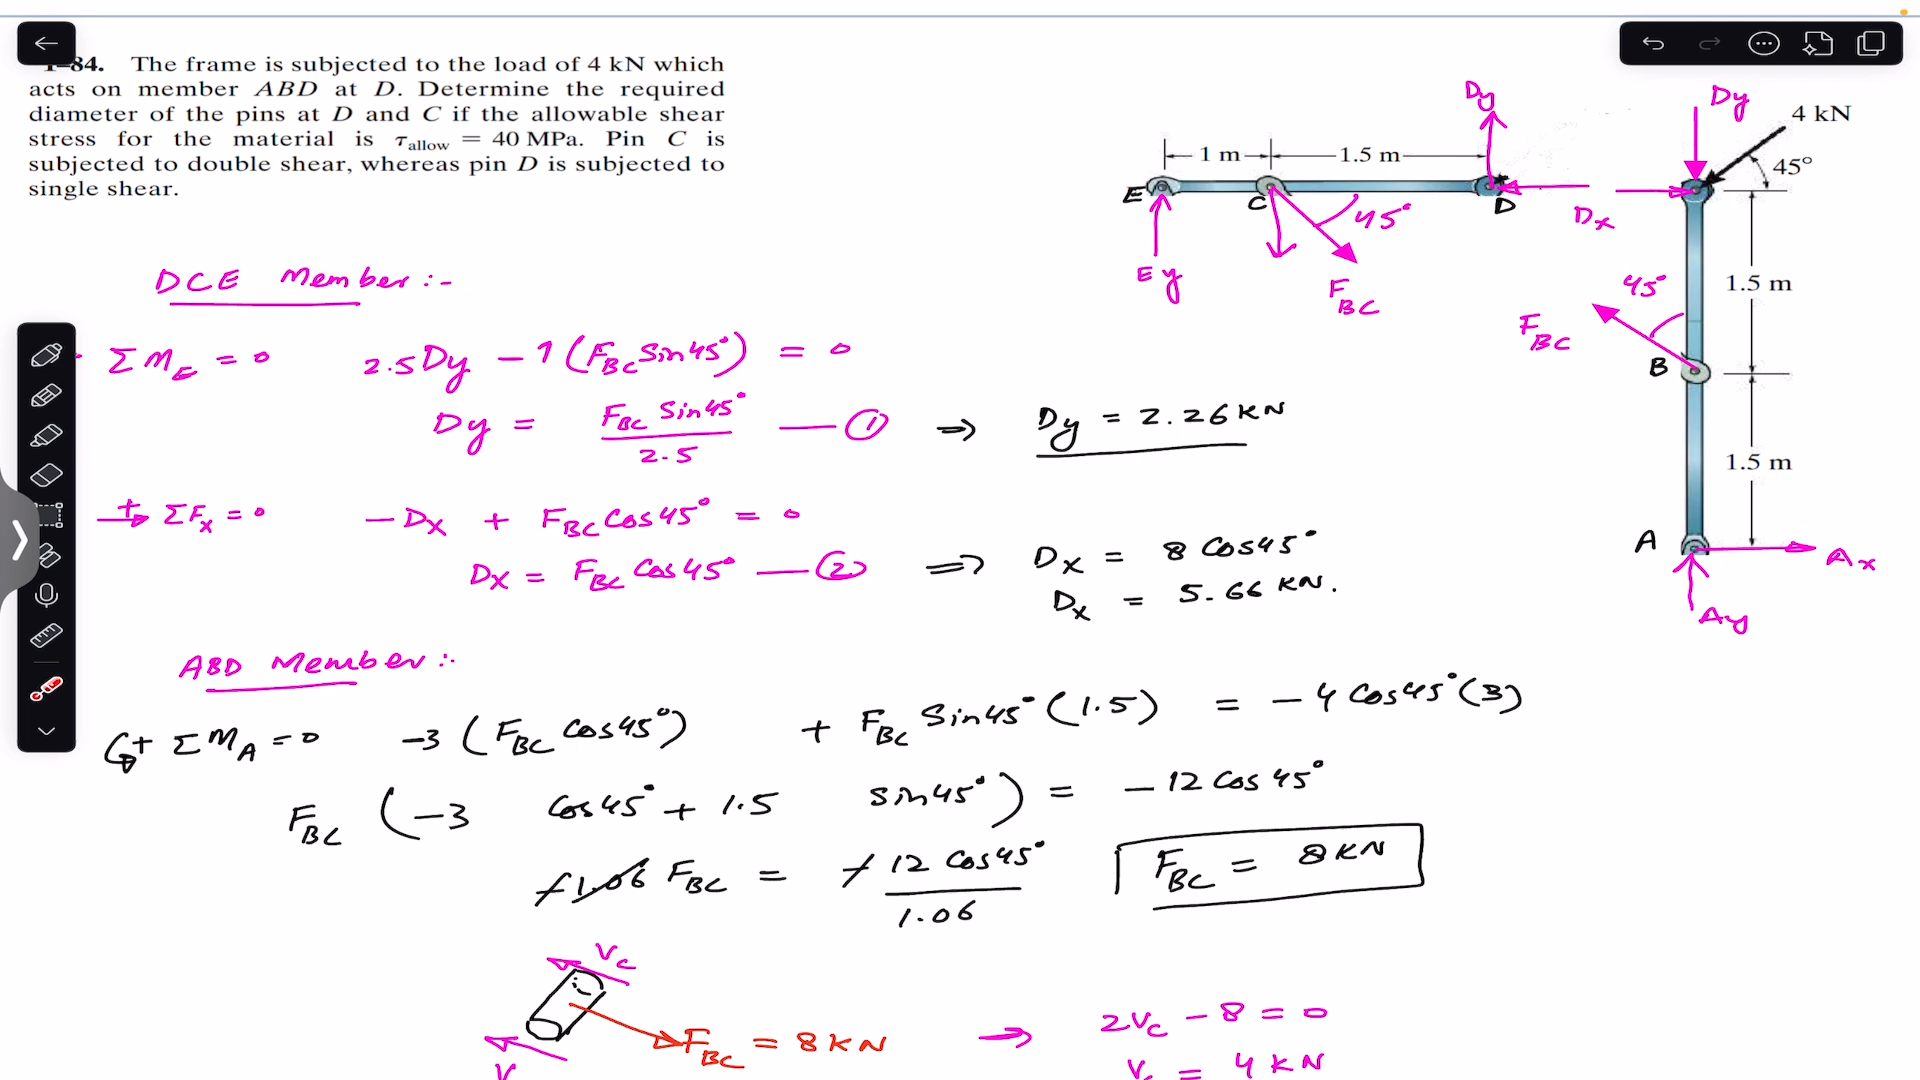 1–84. The frame is subjected to the load of 4 kN which
acts on member ABD at D. Determine the required
diameter of the pins at D and C if the allowable shear
stress for the material is τallow = 40 MPa. Pin C is
subjected to double shear, whereas pin D is subjected to
single shear.
Dy
1 m
1.5 m
E
C
45°
D
Ey
FBC
Dx
Dy
4 kN
45°
1.5 m
45°
FBC
B
1.5 m
A
Ax
Ay
DCE Member :-
ΣME = 0 2.5Dy – 1 (FBC Sin45°) = 0
Dy = FBC Sin45° / 2.5 — ① ⇒ Dy = 2.26 KN
+→ ΣFx = 0 – Dx + FBC Cos45° = 0
Dx = FBC Cos45° — ② ⇒ Dx = 8 Cos45°
Dx = 5.66 KN.
ABD Member :-
+ ΣMA = 0 –3 (FBC Cos45°) + FBC Sin45° (1.5) = – 4 Cos45° (3)
FBC (–3 Cos45° + 1.5 Sin45°) = – 12 Cos45°
–1.06 FBC = – 12 Cos45° / 1.06 FBC = 8 KN
Vc
FBC = 8 KN → 2Vc – 8 = 0
V
Vc = 4 KN